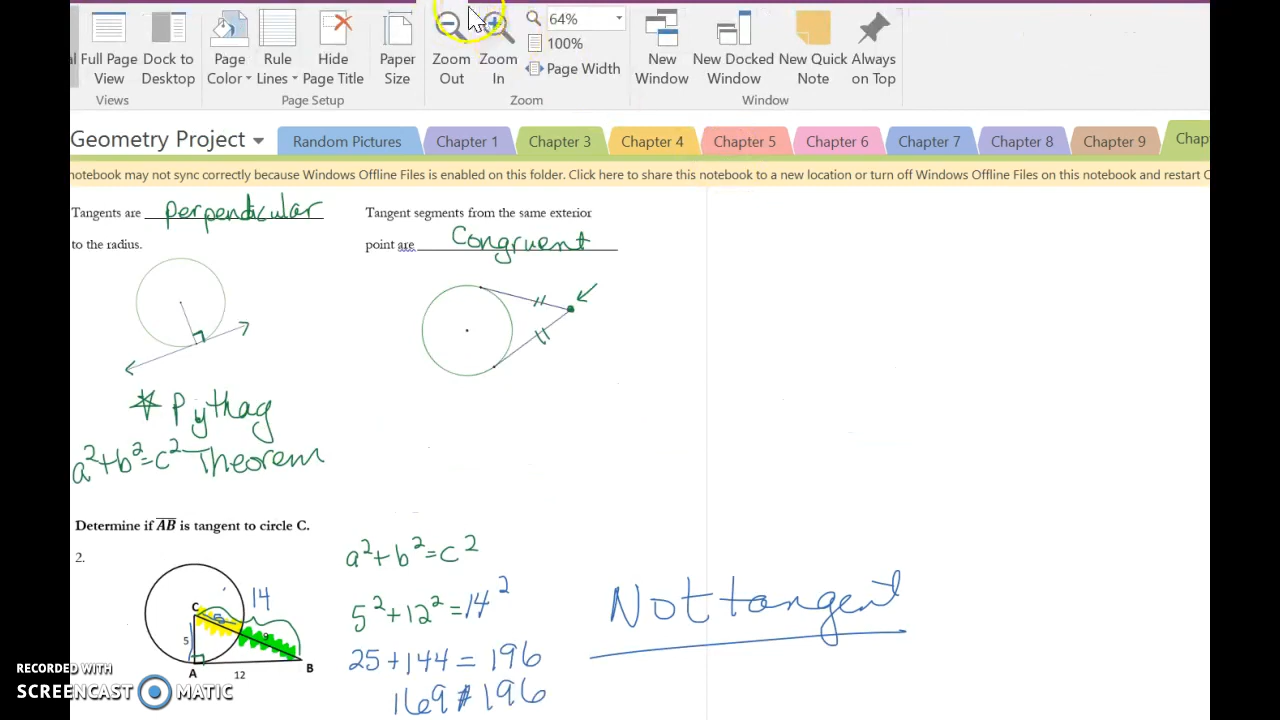 Full Page View
Dock to Desktop
Views
Page Color
Rule Lines
Hide Page Title
Paper Size
Page Setup
Zoom Out
Zoom In
64%
100%
Page Width
Zoom
New Window
New Docked Window
New Quick Note
Always on Top
Window
Geometry Project
Random Pictures
Chapter 1
Chapter 3
Chapter 4
Chapter 5
Chapter 6
Chapter 7
Chapter 8
Chapter 9
Chap
notebook may not sync correctly because Windows Offline Files is enabled on this folder. Click here to share this notebook to a new location or turn off Windows Offline Files on this notebook and restart C
Tangents are perpendicular
to the radius.
Tangent segments from the same exterior
point are Congruent
* Pythag
a²+b²=c² Theorem
Determine if AB is tangent to circle C.
2.
C
14
5
5
9
A
12
B
a²+b²=c²
5²+12²=14²
25+144=196
169≠196
Not tangent
RECORDED WITH
SCREENCAST MATIC